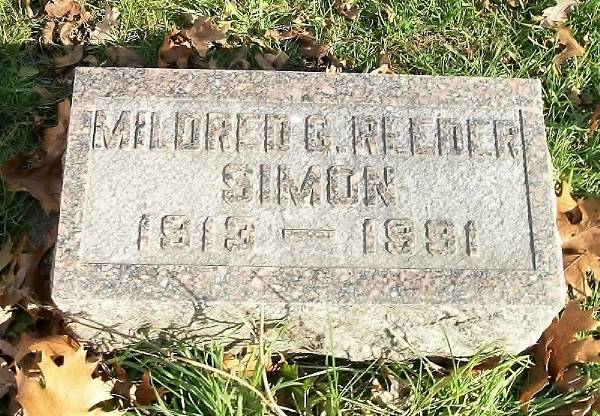 MILDRED G. REEDER
SIMON
1913 — 1991